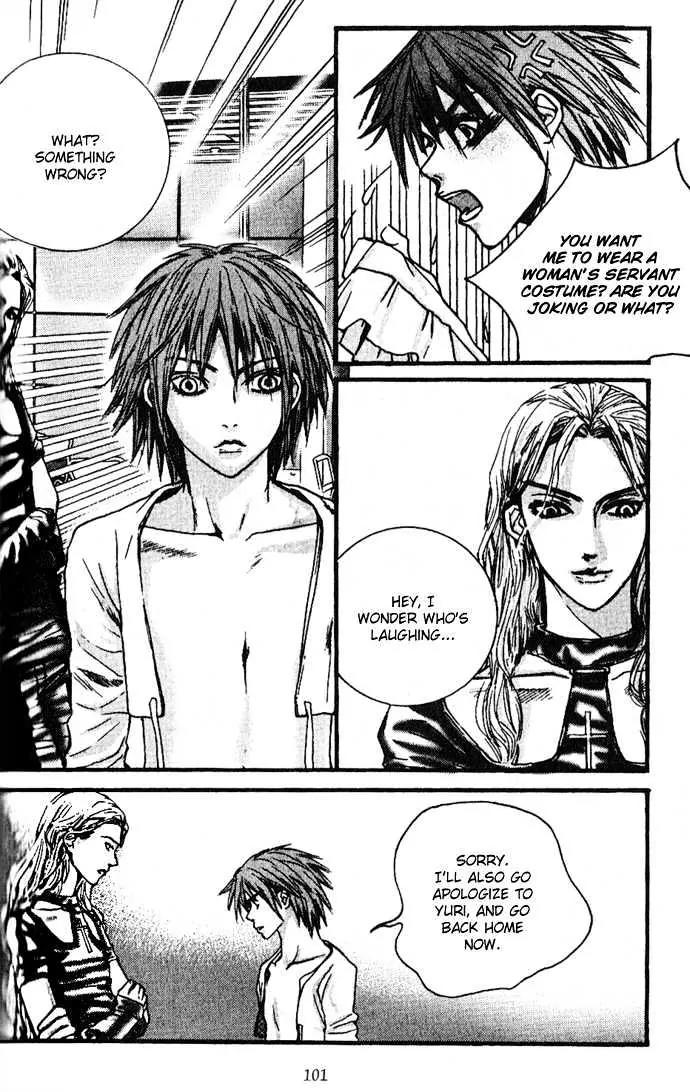 YOU WANT
ME TO WEAR A
WOMAN'S SERVANT
COSTUME? ARE YOU
JOKING OR WHAT?
WHAT?
SOMETHING
WRONG?
HEY, I
WONDER WHO'S
LAUGHING...
SORRY.
I'LL ALSO GO
APOLOGIZE TO
YURI, AND GO
BACK HOME
NOW.
101